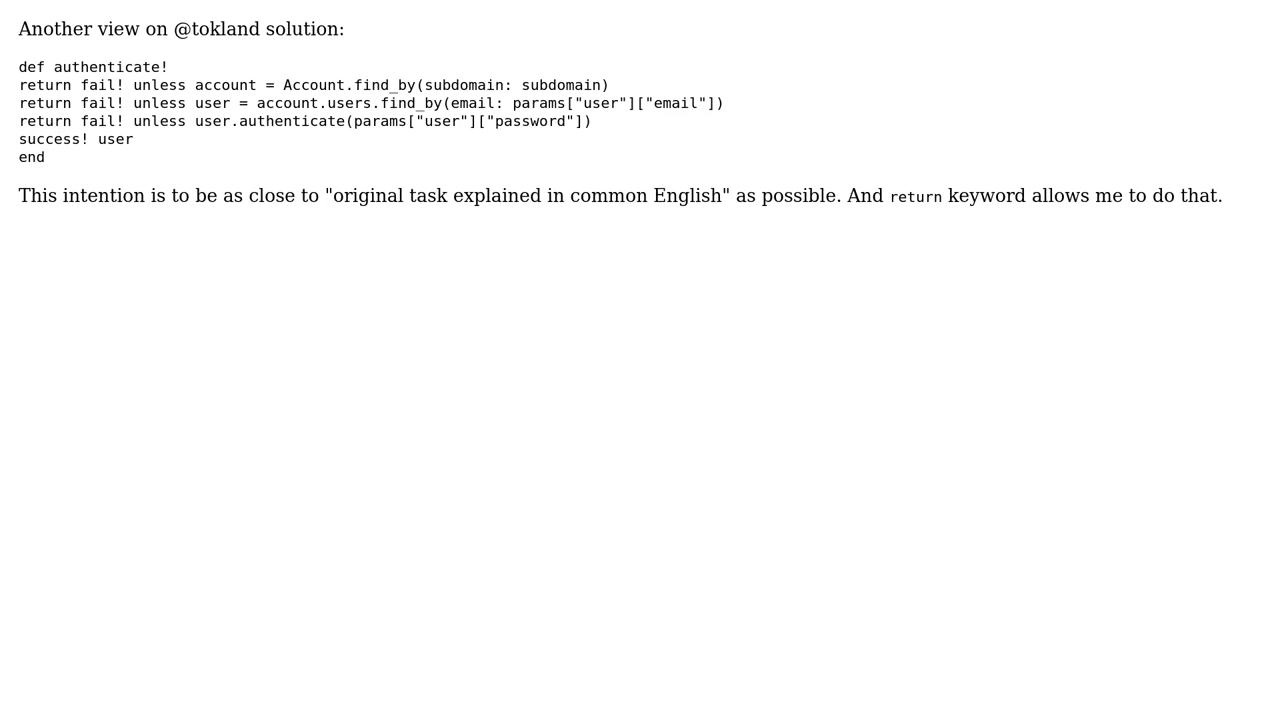 Another view on @tokland solution:
def authenticate!
return fail! unless account = Account.find_by(subdomain: subdomain)
return fail! unless user = account.users.find_by(email: params["user"]["email"])
return fail! unless user.authenticate(params["user"]["password"])
success! user
end
This intention is to be as close to "original task explained in common English" as possible. And return keyword allows me to do that.